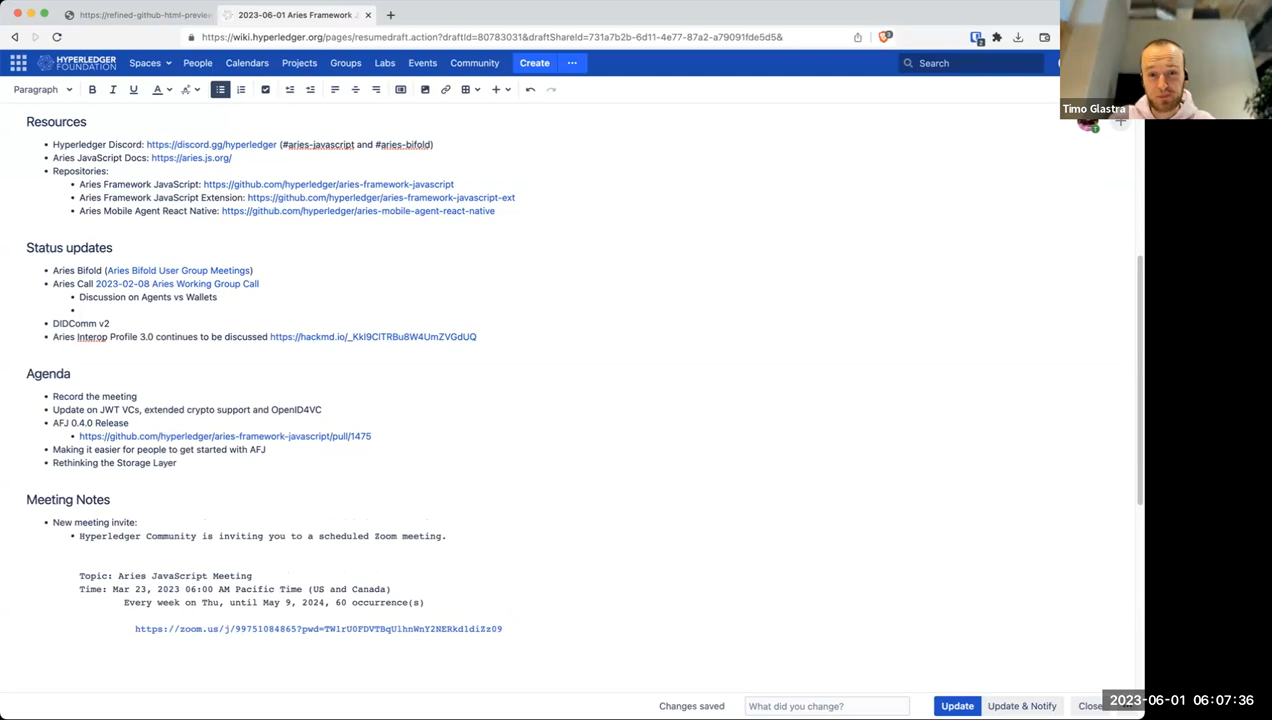 https://refined-github-html-preview
2023-06-01 Aries Framework
https://wiki.hyperledger.org/pages/resumedraft.action?draftId=80783031&draftShareId=731a7b2b-6d11-4e77-87a2-a79091fde5d5&
HYPERLEDGER FOUNDATION Spaces People Calendars Projects Groups Labs Events Community Create Search
Timo Glastra
Paragraph
Resources
• Hyperledger Discord: https://discord.gg/hyperledger (#aries-javascript and #aries-bifold)
• Aries JavaScript Docs: https://aries.js.org/
• Repositories:
• Aries Framework JavaScript: https://github.com/hyperledger/aries-framework-javascript
• Aries Framework JavaScript Extension: https://github.com/hyperledger/aries-framework-javascript-ext
• Aries Mobile Agent React Native: https://github.com/hyperledger/aries-mobile-agent-react-native
Status updates
• Aries Bifold (Aries Bifold User Group Meetings)
• Aries Call 2023-02-08 Aries Working Group Call
• Discussion on Agents vs Wallets
• DIDComm v2
• Aries Interop Profile 3.0 continues to be discussed https://hackmd.io/_KkI9ClTRBu8W4UmZVGdUQ
Agenda
• Record the meeting
• Update on JWT VCs, extended crypto support and OpenID4VC
• AFJ 0.4.0 Release
• https://github.com/hyperledger/aries-framework-javascript/pull/1475
• Making it easier for people to get started with AFJ
• Rethinking the Storage Layer
Meeting Notes
• New meeting invite:
• Hyperledger Community is inviting you to a scheduled Zoom meeting.
Topic: Aries JavaScript Meeting
Time: Mar 23, 2023 06:00 AM Pacific Time (US and Canada)
Every week on Thu, until May 9, 2024, 60 occurrence(s)
https://zoom.us/j/99751084865?pwd=TW1rU0FDVTBqUlhnWnY2NERkd1diZz09
Changes saved What did you change? Update Update & Notify Close
2023-06-01 06:07:36